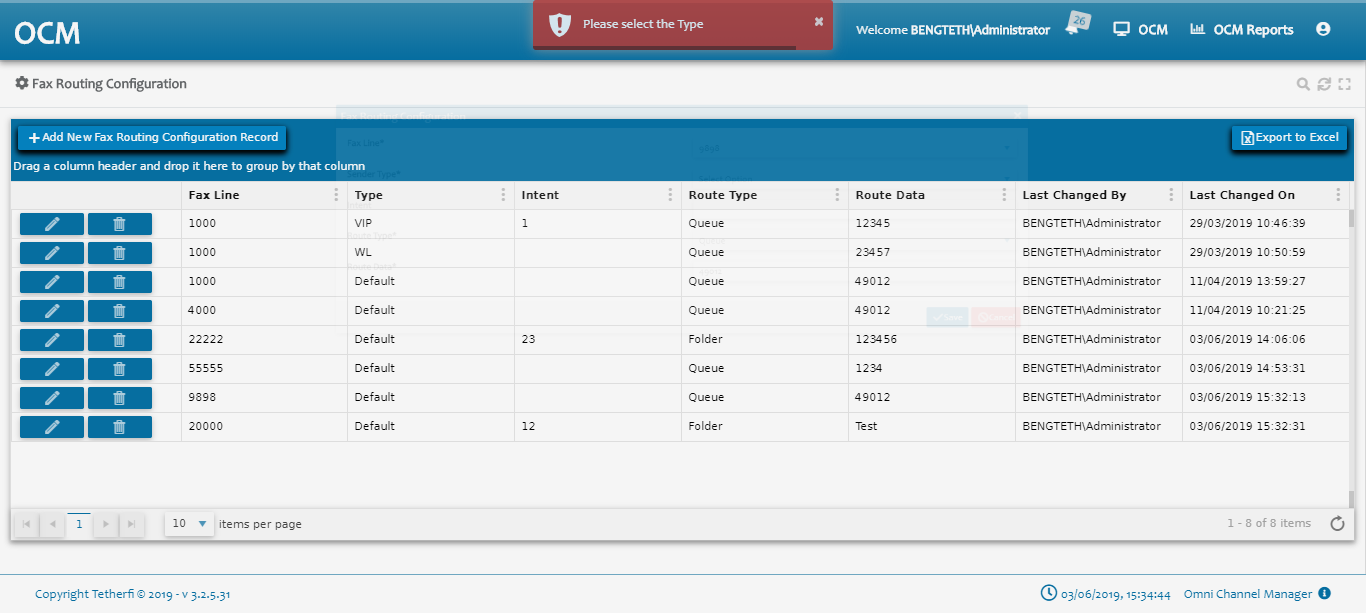 OCM
Please select the Type
Welcome BENGTETH\Administrator
26
OCM
OCM Reports
Fax Routing Configuration
Fax Routing Configuration
Add New Fax Routing Configuration Record
Export to Excel
Fax Line*
Drag a column header and drop it here to group by that column
Fax Line Type Intent Route Type Route Data Last Changed By Last Changed On
1000 VIP 1 Queue 12345 BENGTETH\Administrator 29/03/2019 10:46:39
Route Type*
1000 WL Queue 23457 BENGTETH\Administrator 29/03/2019 10:50:59
1000 Default Queue 49012 BENGTETH\Administrator 11/04/2019 13:59:27
4000 Default Queue 49012 BENGTETH\Administrator 11/04/2019 10:21:25
22222 Default 23 Folder 123456 BENGTETH\Administrator 03/06/2019 14:06:06
55555 Default Queue 1234 BENGTETH\Administrator 03/06/2019 14:53:31
9898 Default Queue 49012 BENGTETH\Administrator 03/06/2019 15:32:13
20000 Default 12 Folder Test BENGTETH\Administrator 03/06/2019 15:32:31
1 10 items per page 1 - 8 of 8 items
Copyright Tetherfi © 2019 - v 3.2.5.31
03/06/2019, 15:34:44 Omni Channel Manager